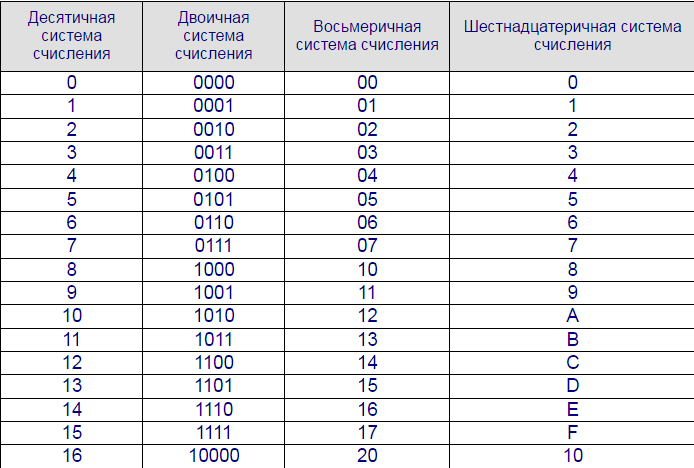 Десятичная система счисления Двоичная система счисления Восьмеричная система счисления Шестнадцатеричная система счисления
0 0000 00 0
1 0001 01 1
2 0010 02 2
3 0011 03 3
4 0100 04 4
5 0101 05 5
6 0110 06 6
7 0111 07 7
8 1000 10 8
9 1001 11 9
10 1010 12 A
11 1011 13 B
12 1100 14 C
13 1101 15 D
14 1110 16 E
15 1111 17 F
16 10000 20 10